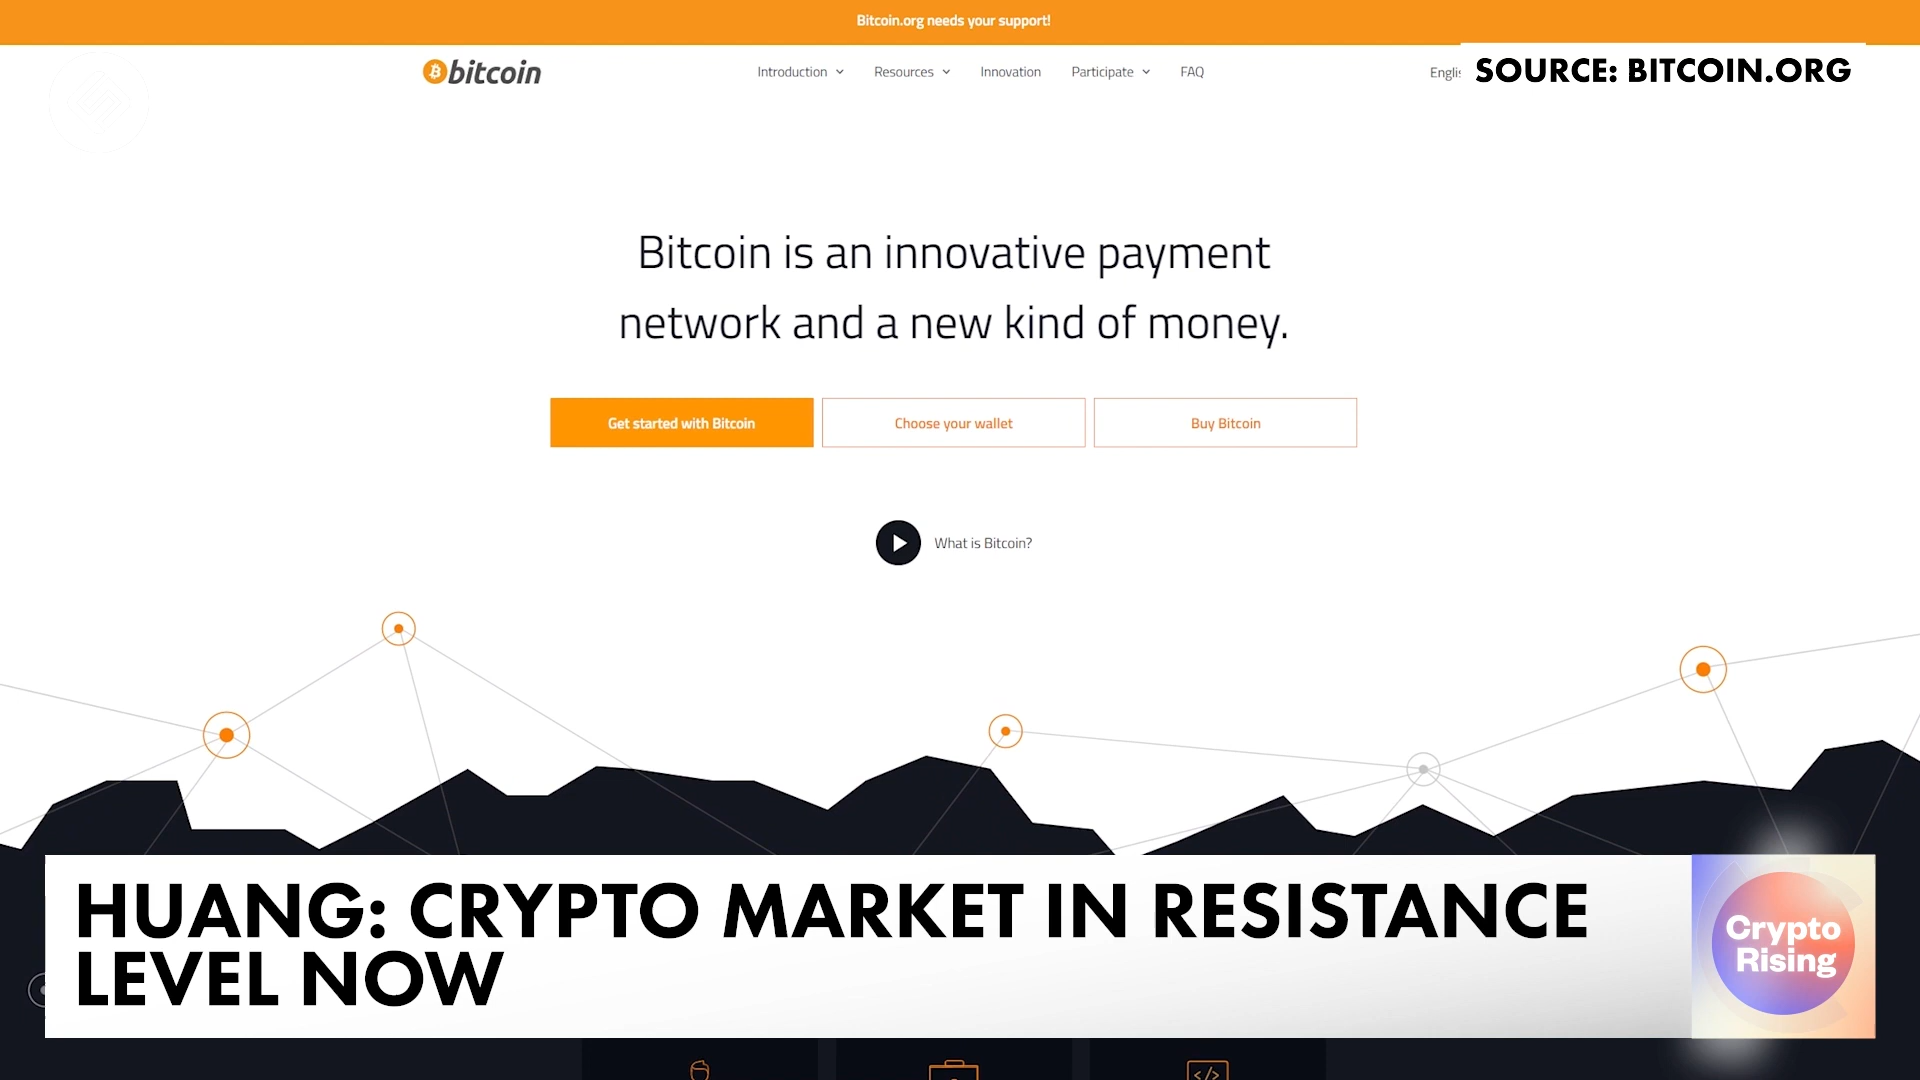 Bitcoin.org needs your support!
bitcoin
Introduction
Resources
Innovation
Participate
FAQ
SOURCE: BITCOIN.ORG
Bitcoin is an innovative payment
network and a new kind of money.
Get started with Bitcoin
Choose your wallet
Buy Bitcoin
What is Bitcoin?
HUANG: CRYPTO MARKET IN RESISTANCE
LEVEL NOW
Crypto
Rising